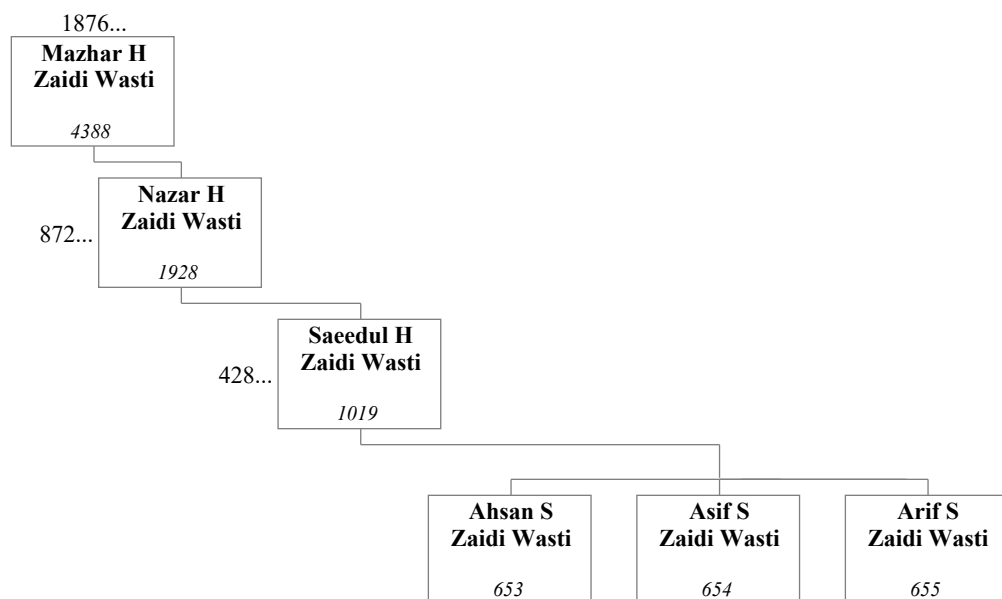 1876...
Mazhar H
Zaidi Wasti
4388
Nazar H
Zaidi Wasti
872...
1928
Saeedul H
Zaidi Wasti
428...
1019
Ahsan S
Zaidi Wasti
653
Asif S
Zaidi Wasti
654
Arif S
Zaidi Wasti
655